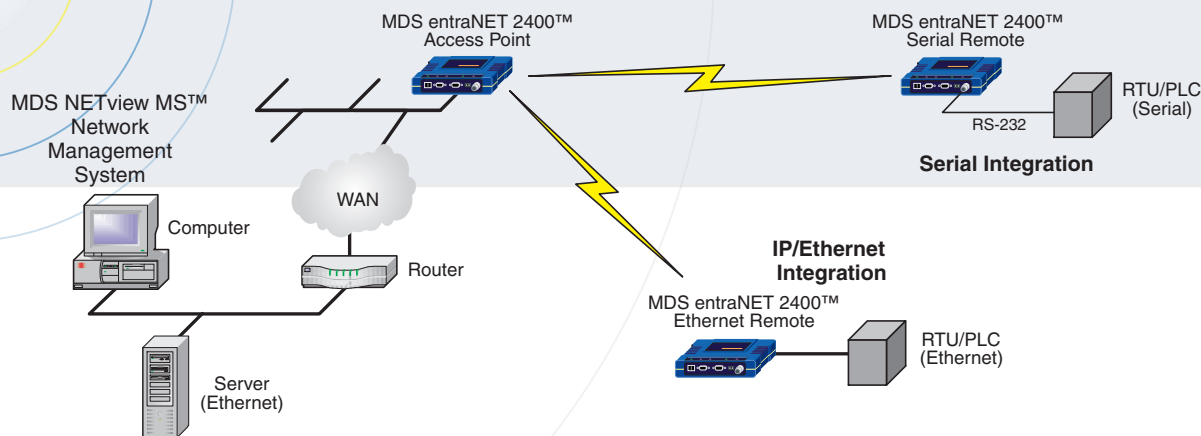 MDS entraNET 2400™
Access Point
MDS entraNET 2400™
Serial Remote
RTU/PLC
(Serial)
RS-232
Serial Integration
MDS NETview MS™
Network
Management
System
WAN
Computer
Router
IP/Ethernet
Integration
MDS entraNET 2400™
Ethernet Remote
RTU/PLC
(Ethernet)
Server
(Ethernet)